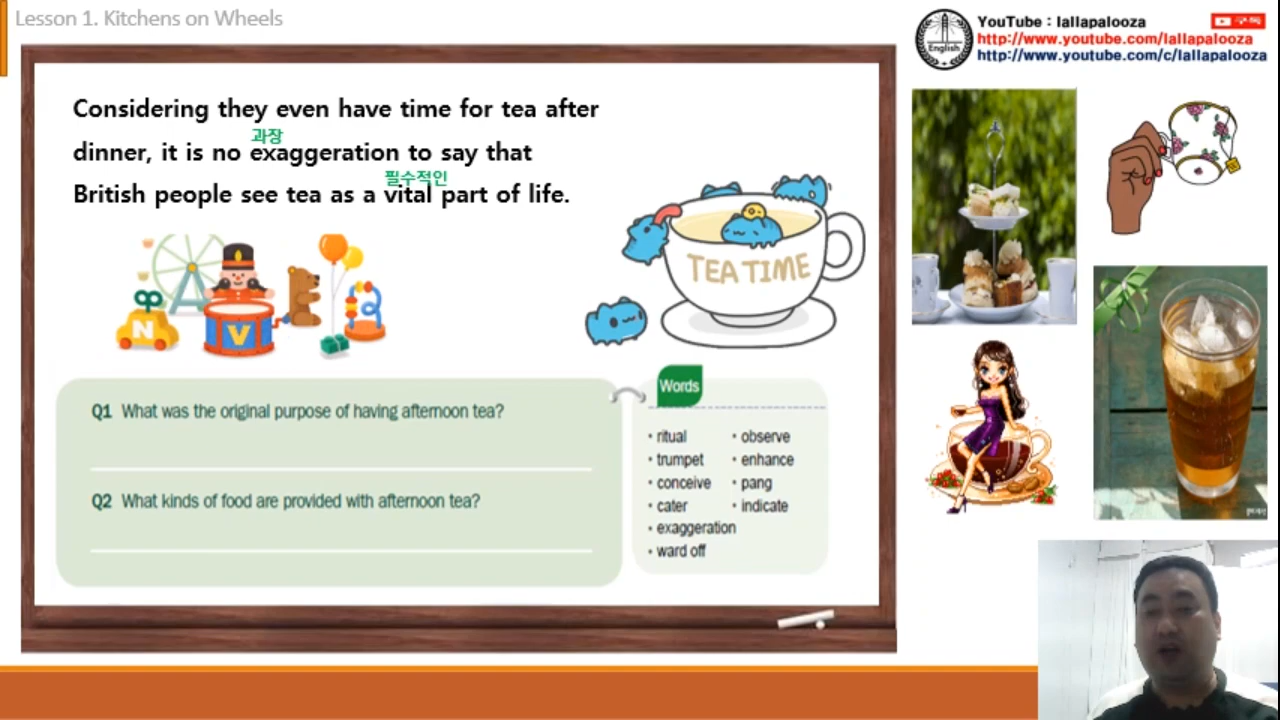 Lesson 1. Kitchens on Wheels
English
YouTube : lallapalooza
구독
http://www.youtube.com/lallapalooza
http://www.youtube.com/c/lallapalooza
Considering they even have time for tea after
과장
dinner, it is no exaggeration to say that
필수적인
British people see tea as a vital part of life.
N
V
TEA TIME
Q1 What was the original purpose of having afternoon tea?
Q2 What kinds of food are provided with afternoon tea?
Words
• ritual
• observe
• trumpet
• enhance
• conceive
• pang
• cater
• indicate
• exaggeration
• ward off